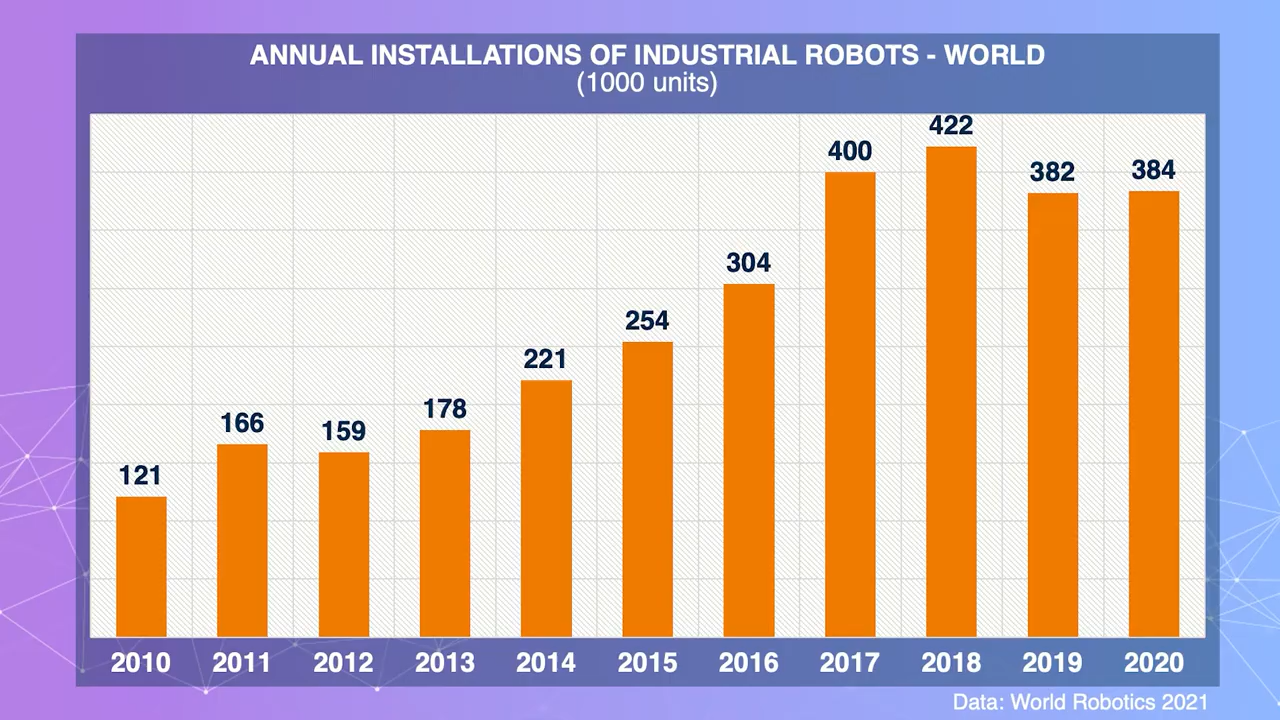 ANNUAL INSTALLATIONS OF INDUSTRIAL ROBOTS - WORLD
(1000 units)
121
166
159
178
221
254
304
400
422
382
384
2010 2011 2012 2013 2014 2015 2016 2017 2018 2019 2020
Data: World Robotics 2021